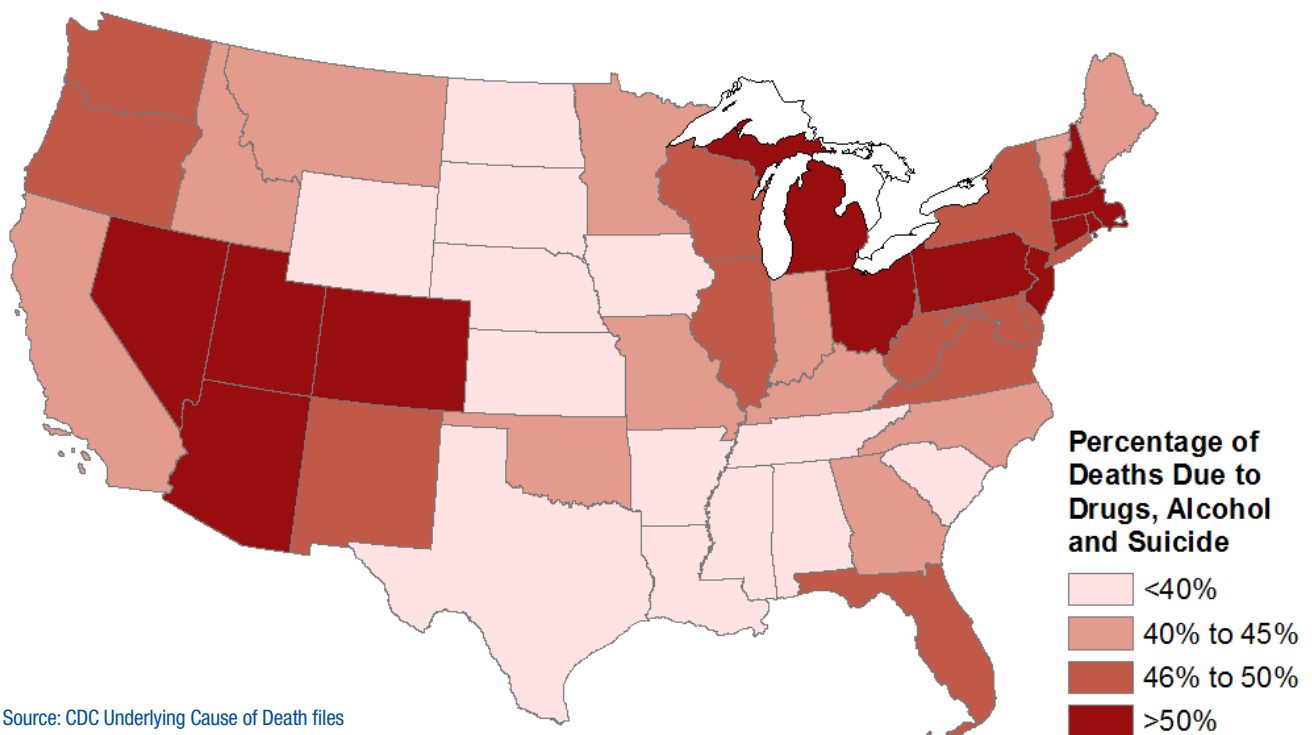 Percentage of
Deaths Due to
Drugs, Alcohol
and Suicide
<40%
40% to 45%
46% to 50%
>50%
Source: CDC Underlying Cause of Death files